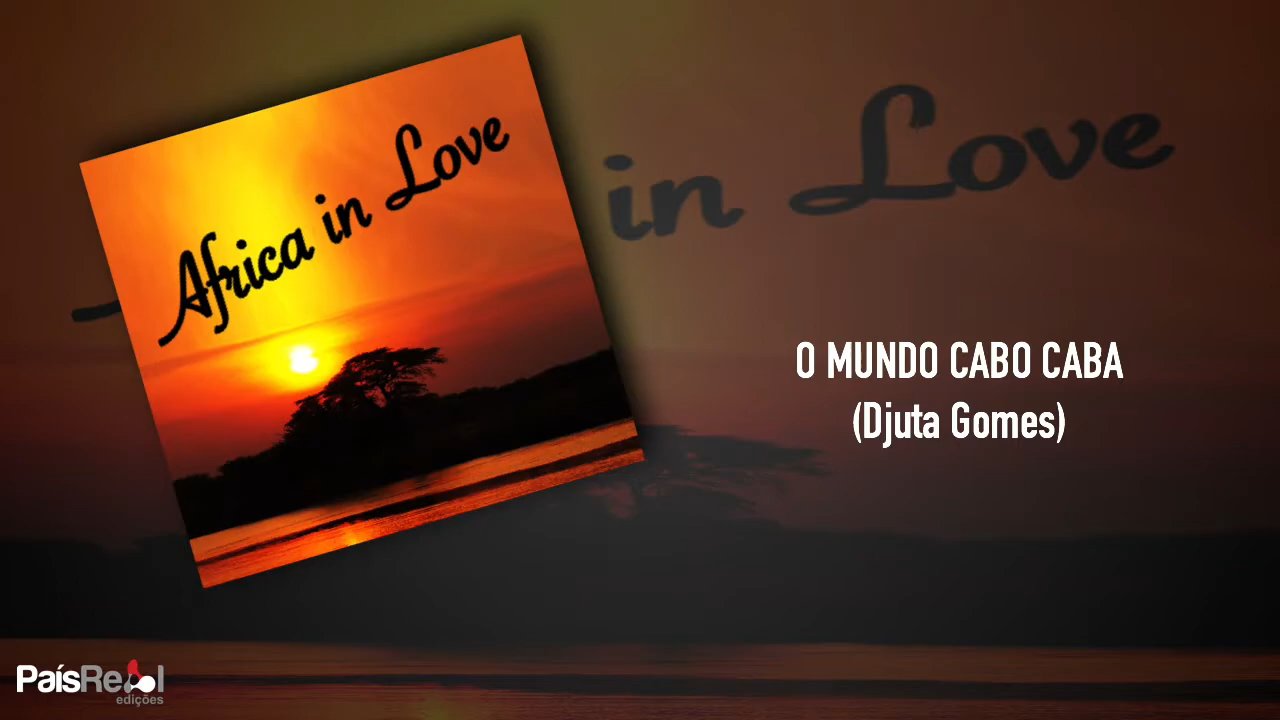 Africa in Love
in Love
O MUNDO CABO CABA
(Djuta Gomes)
PaísReal
edições